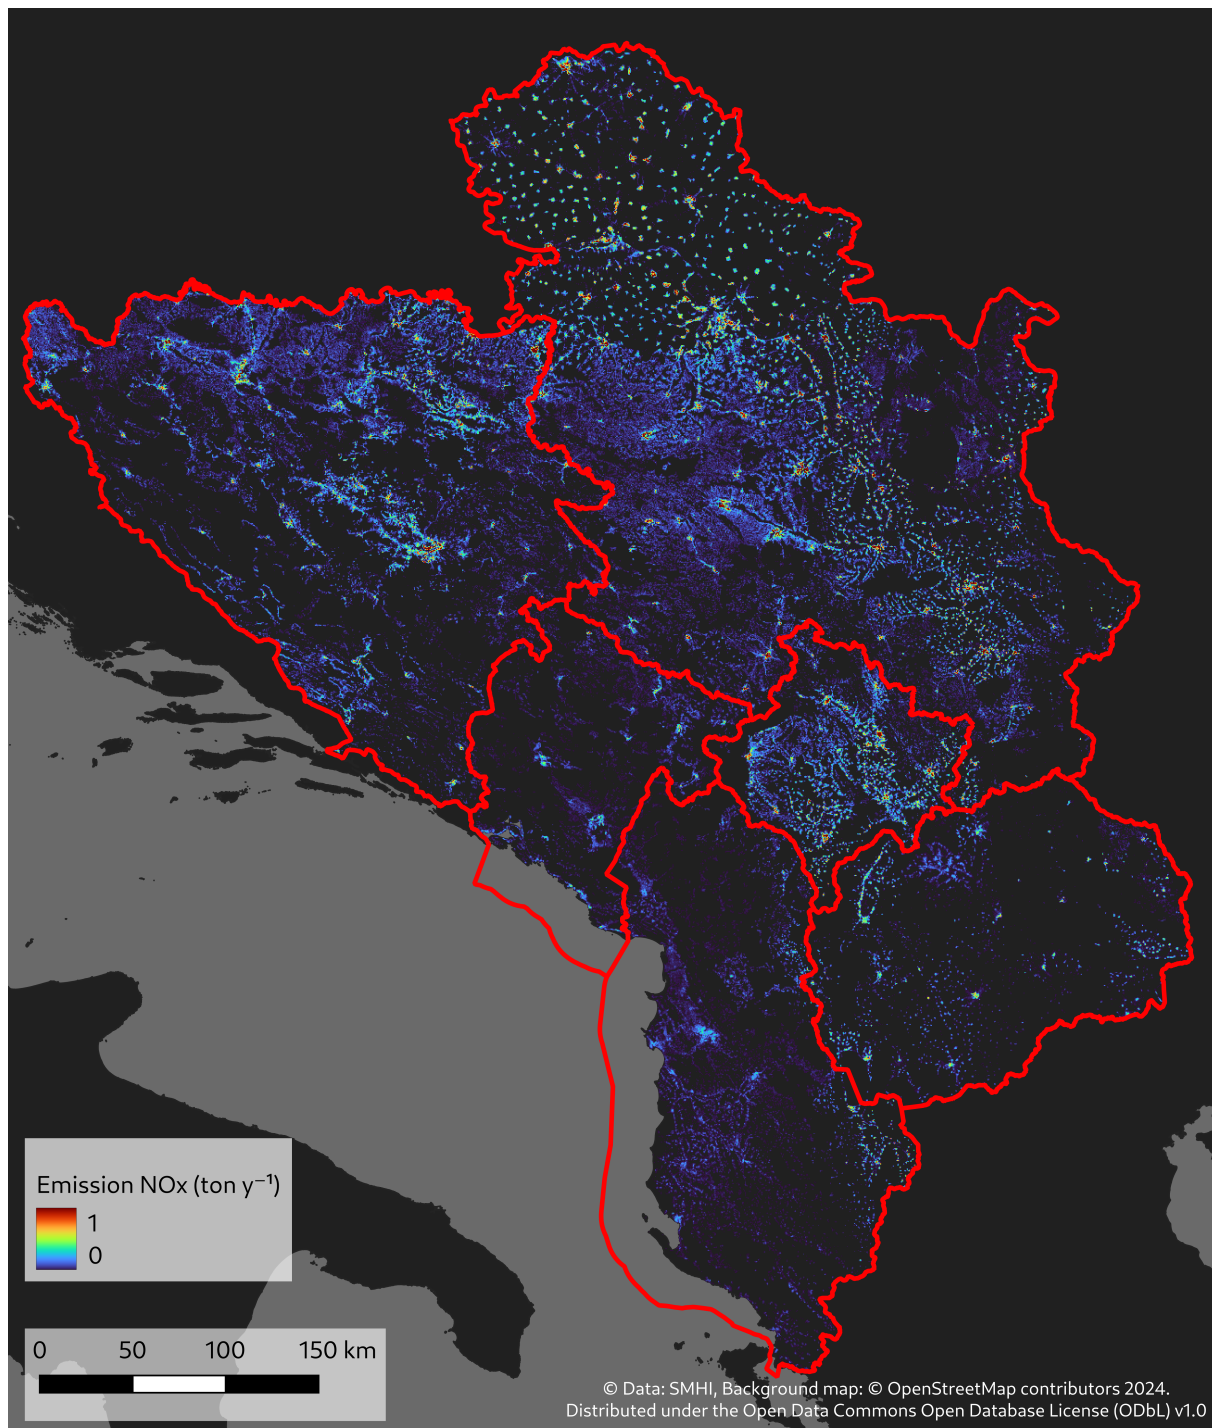 Emission NOx (ton y⁻¹)
1
0
0 50 100 150 km
© Data: SMHI, Background map: © OpenStreetMap contributors 2024.
Distributed under the Open Data Commons Open Database License (ODbL) v1.0